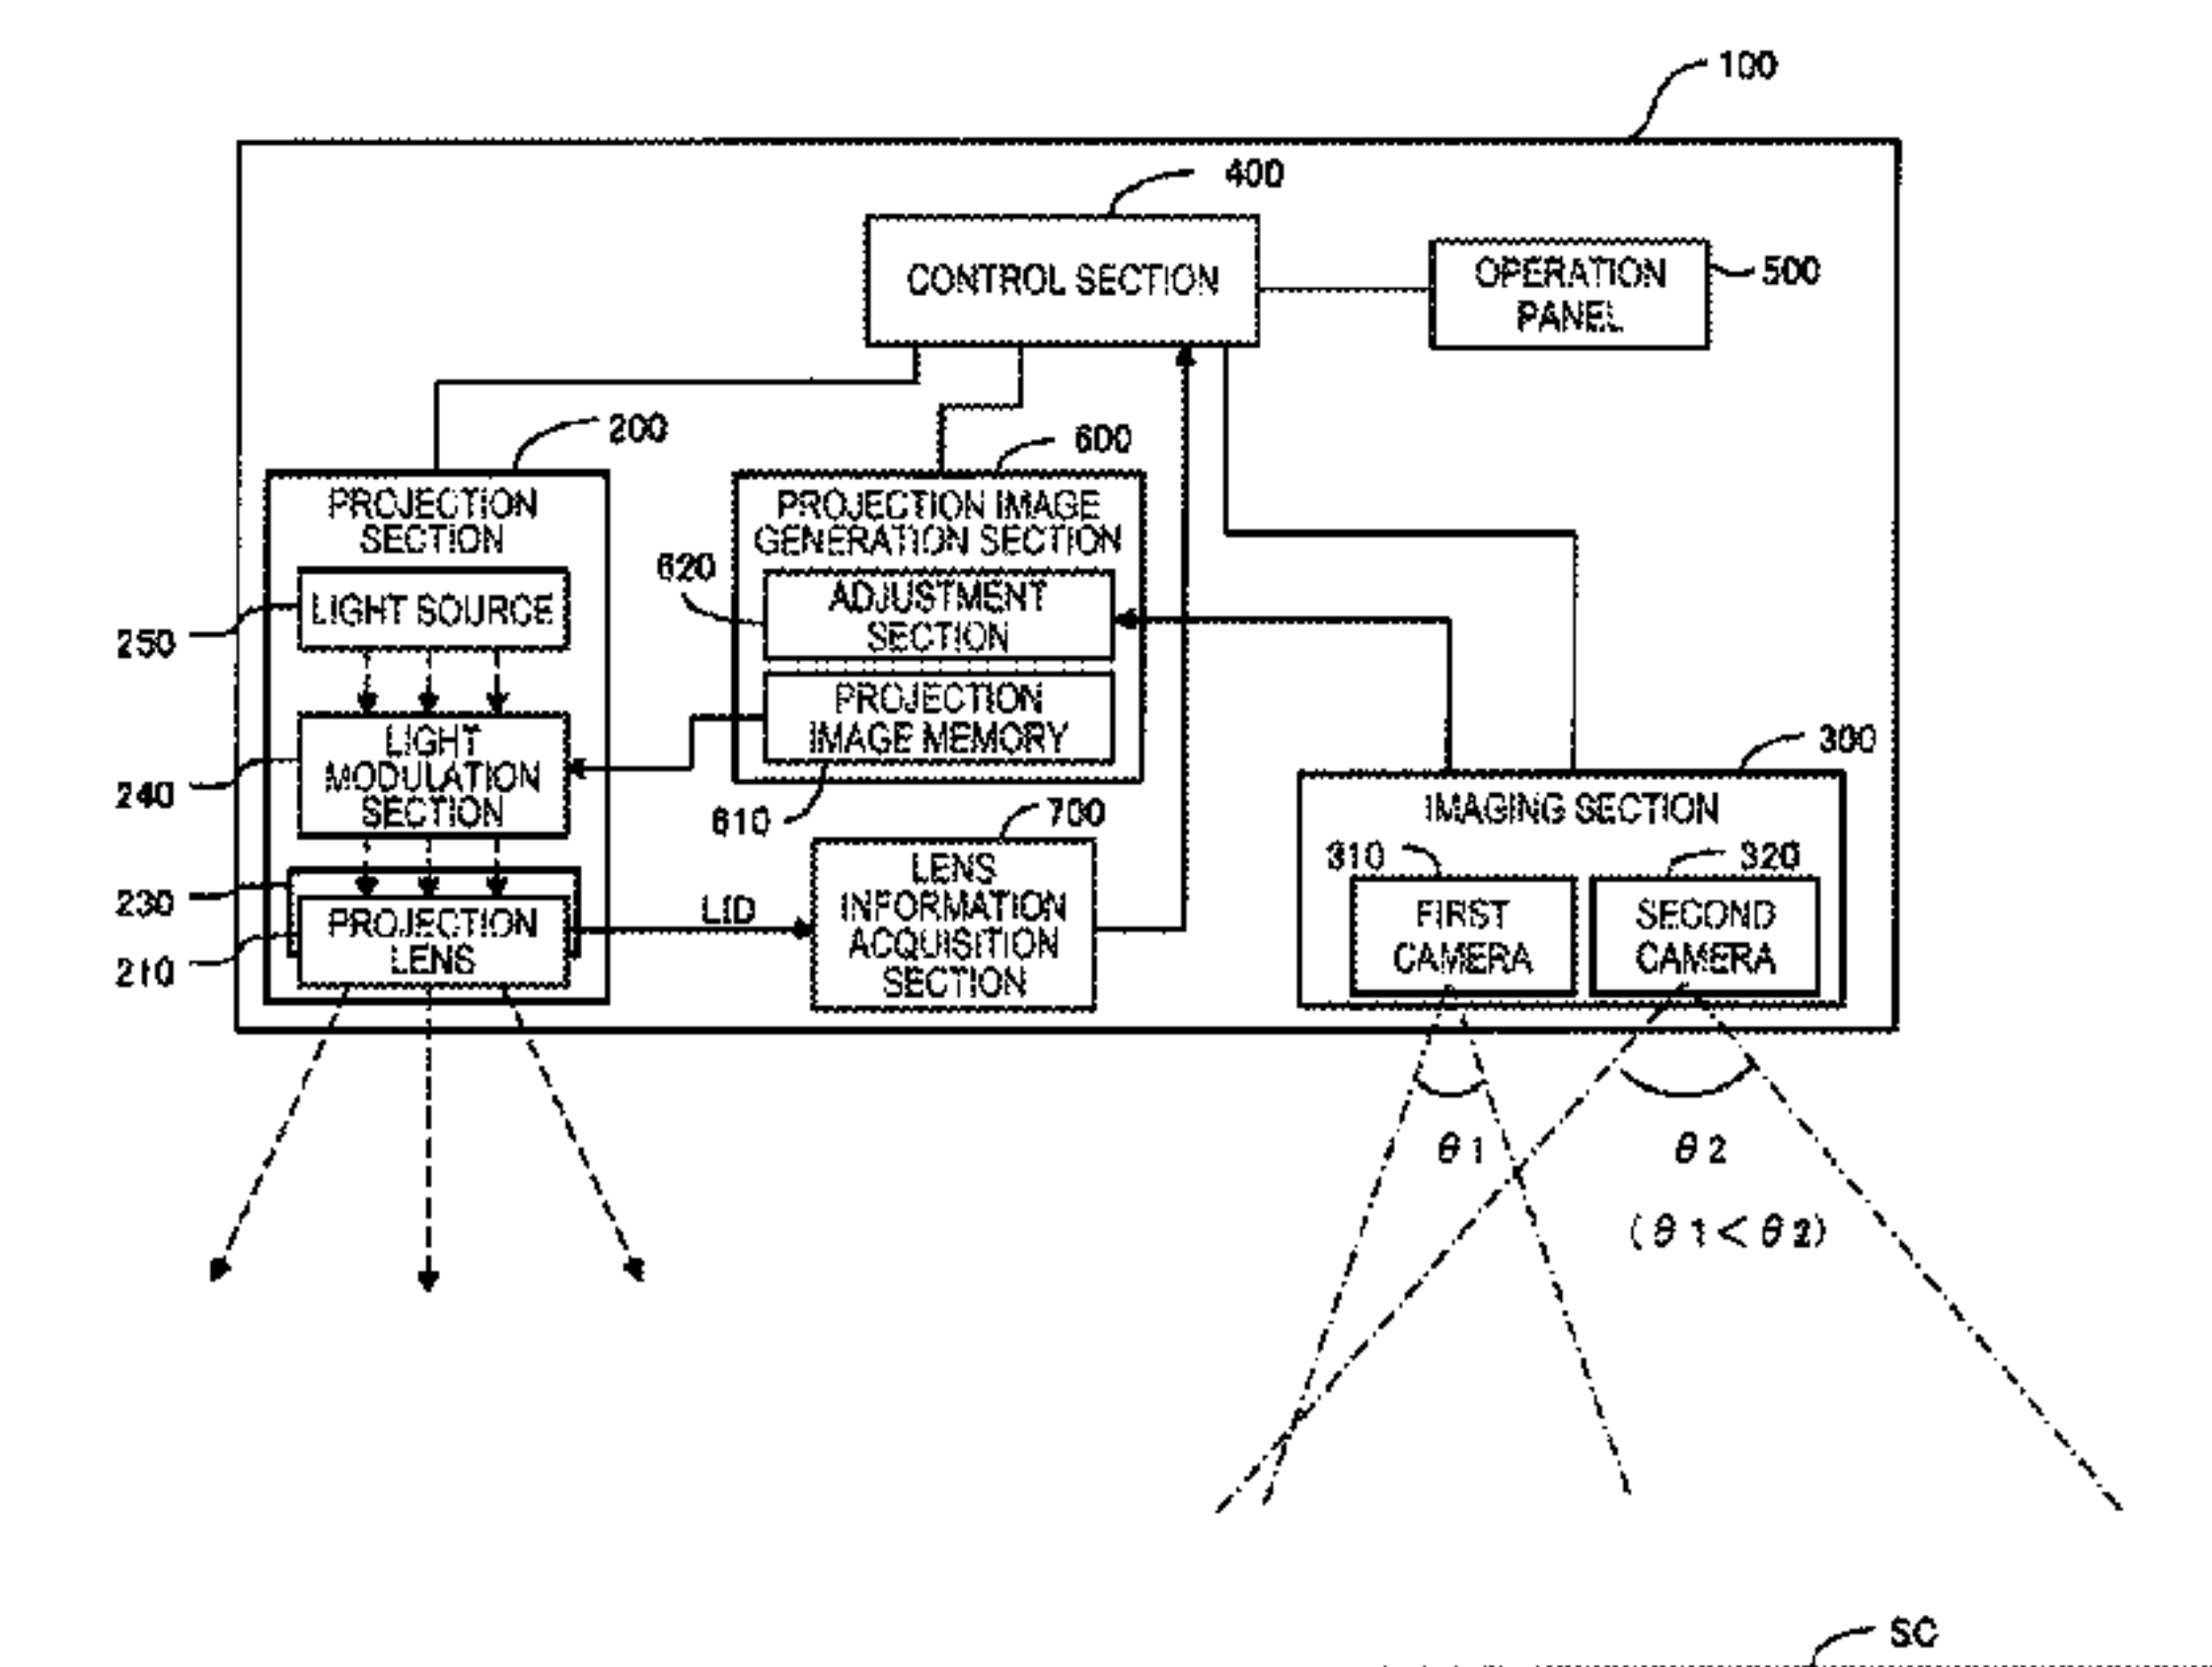 100
400
CONTROL SECTION
OPERATION
PANEL
500
200
600
PROJECTION
SECTION
PROJECTION IMAGE
GENERATION SECTION
620
LIGHT SOURCE
250
ADJUSTMENT
SECTION
PROJECTION
IMAGE MEMORY
LIGHT
MODULATION
SECTION
240
610
700
300
IMAGING SECTION
310
320
230
PROJECTION
LENS
210
LID
LENS
INFORMATION
ACQUISITION
SECTION
FIRST
CAMERA
SECOND
CAMERA
θ1
θ2
(θ1<θ2)
SC